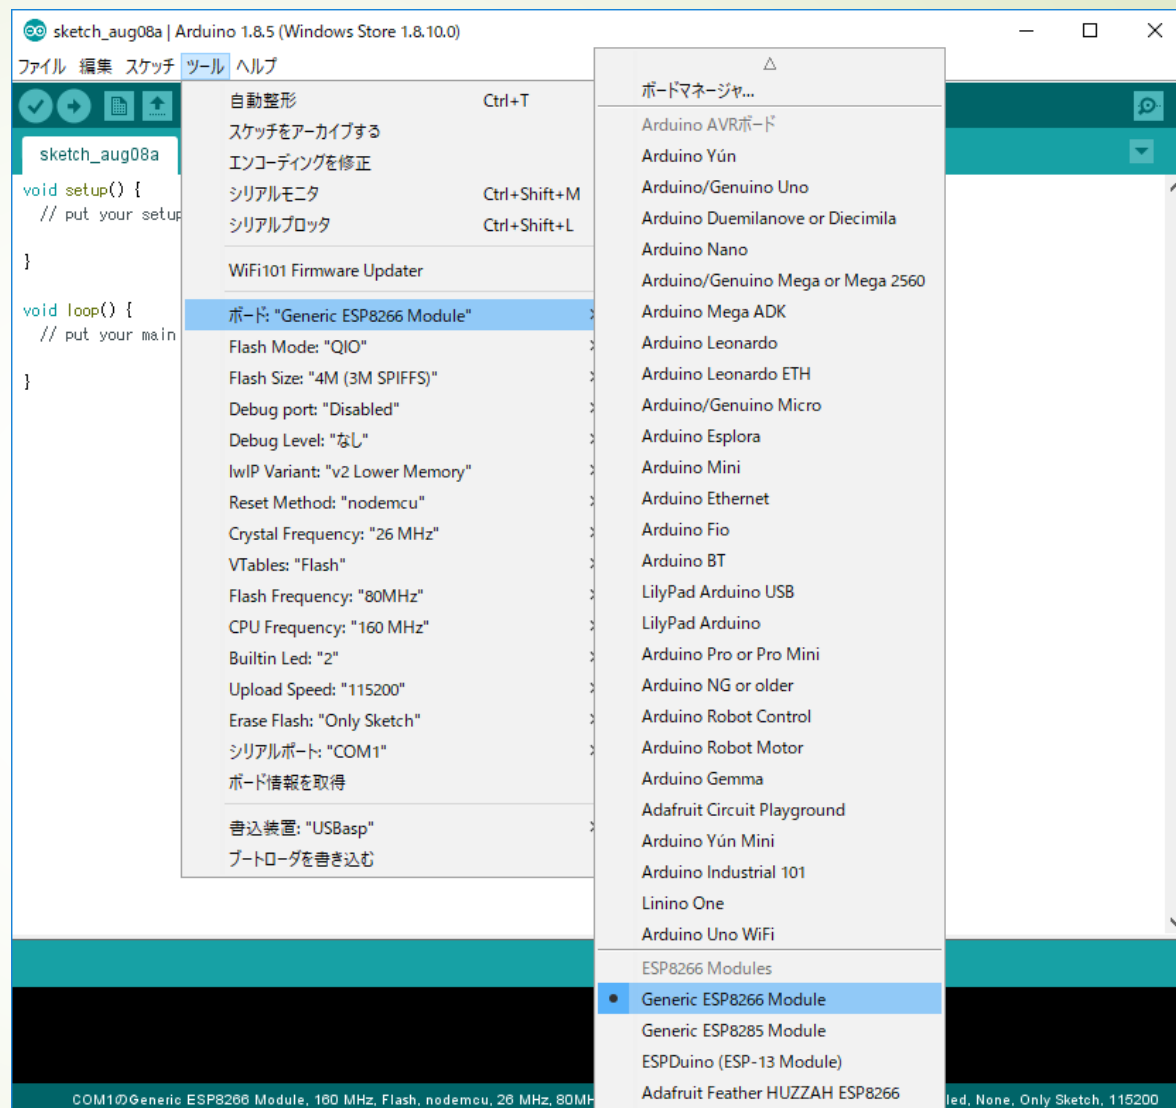 sketch_aug08a | Arduino 1.8.5 (Windows Store 1.8.10.0)
ファイル 編集 スケッチ ツール ヘルプ
sketch_aug08a
void setup() {
// put your setup
}
void loop() {
// put your main
}
自動整形 Ctrl+T
スケッチをアーカイブする
エンコーディングを修正
シリアルモニタ Ctrl+Shift+M
シリアルプロッタ Ctrl+Shift+L
WiFi101 Firmware Updater
ボード: "Generic ESP8266 Module"
Flash Mode: "QIO"
Flash Size: "4M (3M SPIFFS)"
Debug port: "Disabled"
Debug Level: "なし"
lwIP Variant: "v2 Lower Memory"
Reset Method: "nodemcu"
Crystal Frequency: "26 MHz"
VTables: "Flash"
Flash Frequency: "80MHz"
CPU Frequency: "160 MHz"
Builtin Led: "2"
Upload Speed: "115200"
Erase Flash: "Only Sketch"
シリアルポート: "COM1"
ボード情報を取得
書込装置: "USBasp"
ブートローダを書き込む
ボードマネージャ...
Arduino AVRボード
Arduino Yún
Arduino/Genuino Uno
Arduino Duemilanove or Diecimila
Arduino Nano
Arduino/Genuino Mega or Mega 2560
Arduino Mega ADK
Arduino Leonardo
Arduino Leonardo ETH
Arduino/Genuino Micro
Arduino Esplora
Arduino Mini
Arduino Ethernet
Arduino Fio
Arduino BT
LilyPad Arduino USB
LilyPad Arduino
Arduino Pro or Pro Mini
Arduino NG or older
Arduino Robot Control
Arduino Robot Motor
Arduino Gemma
Adafruit Circuit Playground
Arduino Yún Mini
Arduino Industrial 101
Linino One
Arduino Uno WiFi
ESP8266 Modules
Generic ESP8266 Module
Generic ESP8285 Module
ESPDuino (ESP-13 Module)
Adafruit Feather HUZZAH ESP8266
COM1のGeneric ESP8266 Module, 160 MHz, Flash, nodemcu, 26 MHz, 80MH
led, None, Only Sketch, 115200